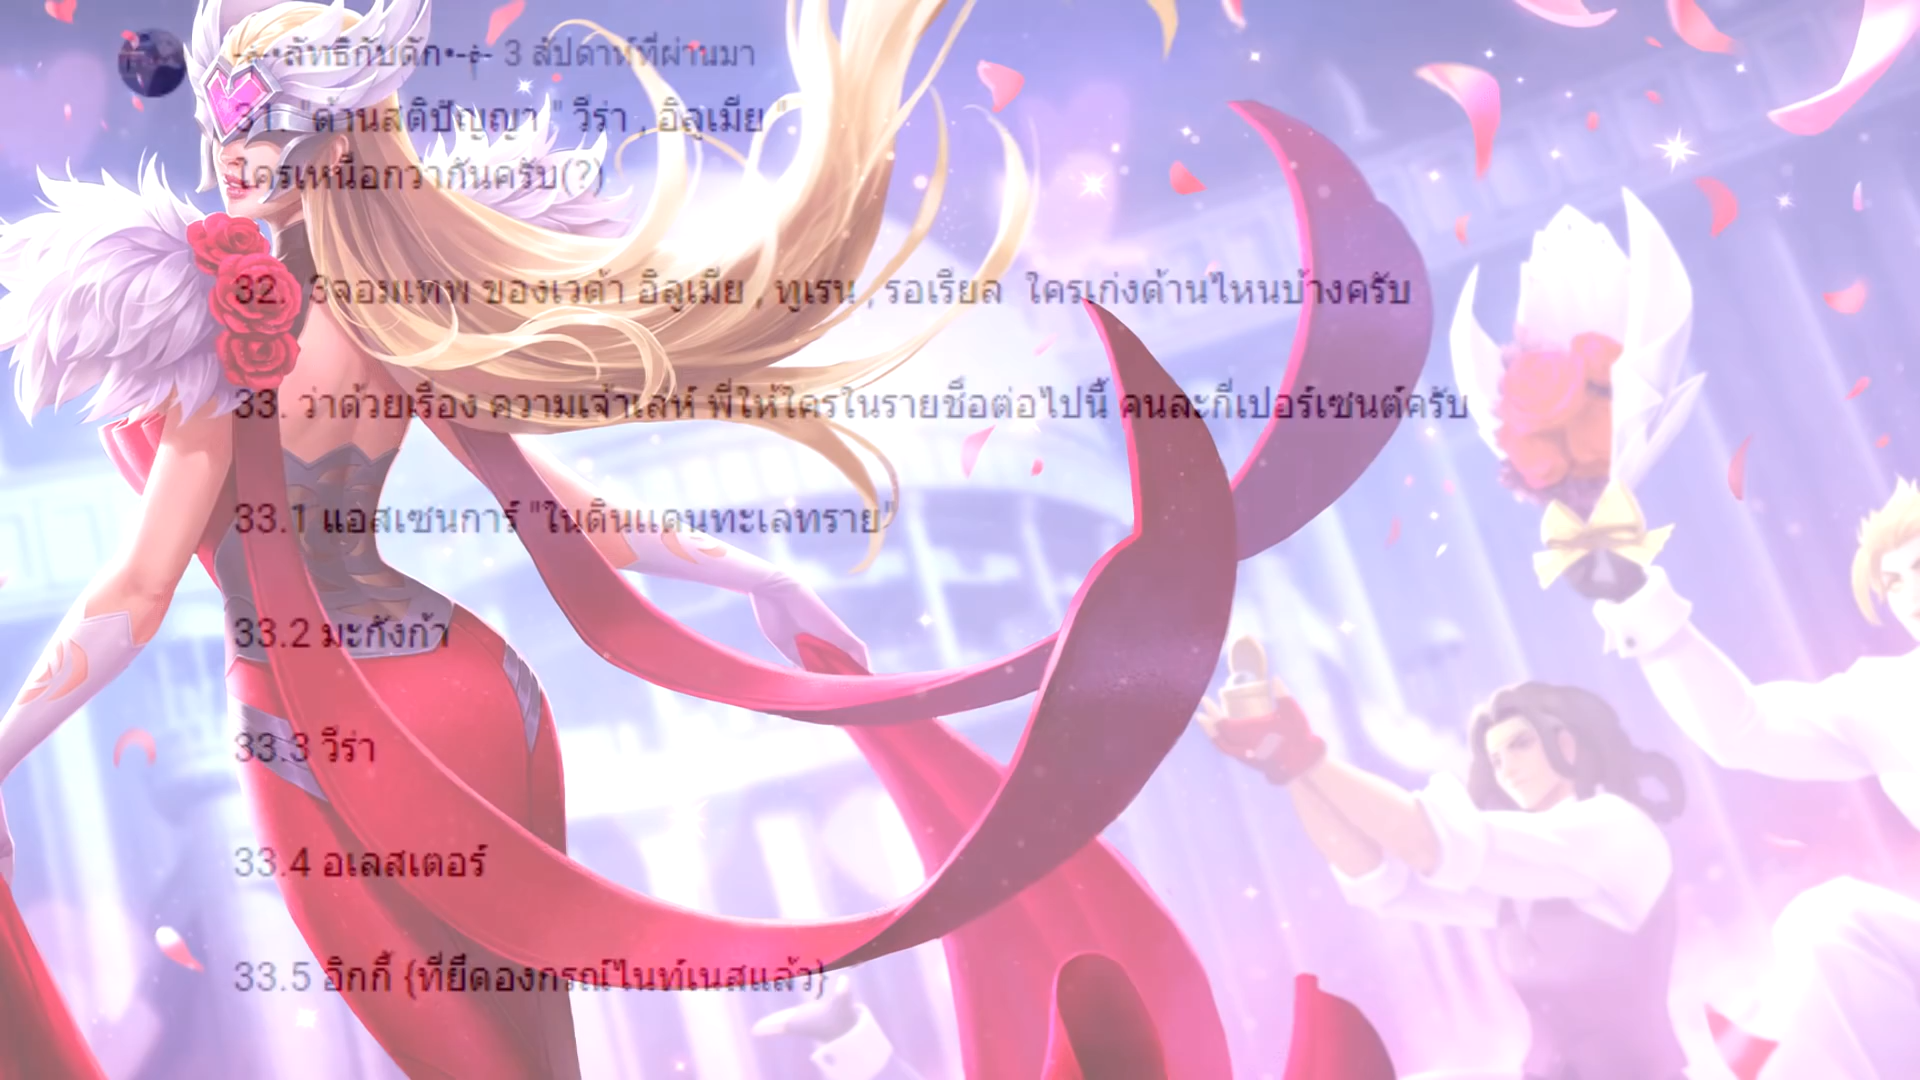 -ฺ•ลัทธิกับดัก•-ฺ- 3 สัปดาห์ที่ผ่านมา
31. "ด้านสติปัญญา " วีร่า , อิลูเมีย "
ใครเหนือกว่ากันครับ(?)
32. 3จอมเทพ ของเวด้า อิลูเมีย , ทูเรน , รอเรียล ใครเก่งด้านไหนบ้างครับ
33. ว่าด้วยเรื่อง ความเจ้าเล่ห์ พี่ให้ใครในรายชื่อต่อไปนี้ คนละกี่เปอร์เซนต์ครับ
33.1 แอสเซนการ์ "ในดินแดนทะเลทราย"
33.2 มะกังก้า
33.3 วีร่า
33.4 อเลสเตอร์
33.5 อิกกี้ {ที่ยึดองกรณ์ไนท์เนสแล้ว}